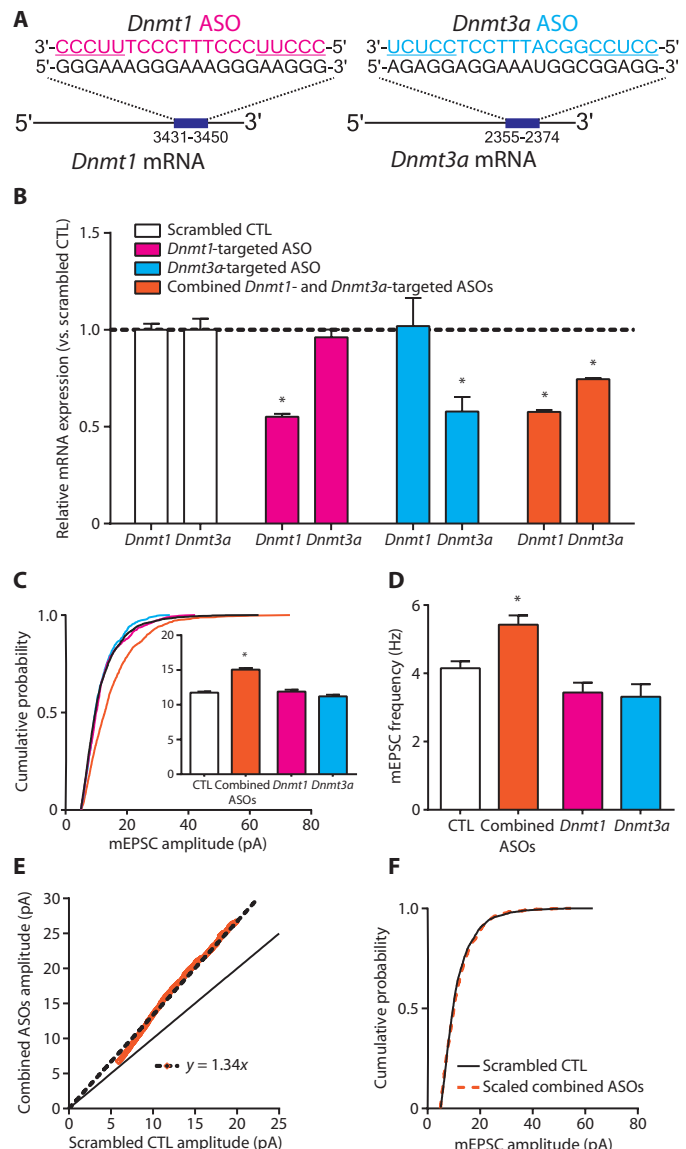 A
Dnmt1 ASO
3'-CCCUUTCCCTTTCCCUUCCC-5'
5'-GGGAAAGGGAAAGGGAAGGG-3'
5'
3'
3431-3450
Dnmt1 mRNA
Dnmt3a ASO
3'-UCUCCTCCTTTACGGCCUCC-5'
5'-AGAGGAGGAAAUGGCGGAGG-3'
5'
3'
2355-2374
Dnmt3a mRNA
B
Relative mRNA expression (vs. scrambled CTL)
1.5
1.0
0.5
0
Scrambled CTL
Dnmt1-targeted ASO
Dnmt3a-targeted ASO
Combined Dnmt1- and Dnmt3a-targeted ASOs
* * * *
Dnmt1 Dnmt3a Dnmt1 Dnmt3a Dnmt1 Dnmt3a Dnmt1 Dnmt3a
C
Cumulative probability
1.0
0.5
0
0 20 40 60 80
mEPSC amplitude (pA)
20
15
10
5
0
*
CTL Combined ASOs Dnmt1 Dnmt3a
D
mEPSC frequency (Hz)
6
4
2
0
*
CTL Combined ASOs Dnmt1 Dnmt3a
E
Combined ASOs amplitude (pA)
30
25
20
15
10
5
0
y = 1.34x
0 5 10 15 20 25
Scrambled CTL amplitude (pA)
F
Cumulative probability
1.0
0.5
0
Scrambled CTL
Scaled combined ASOs
0 20 40 60 80
mEPSC amplitude (pA)